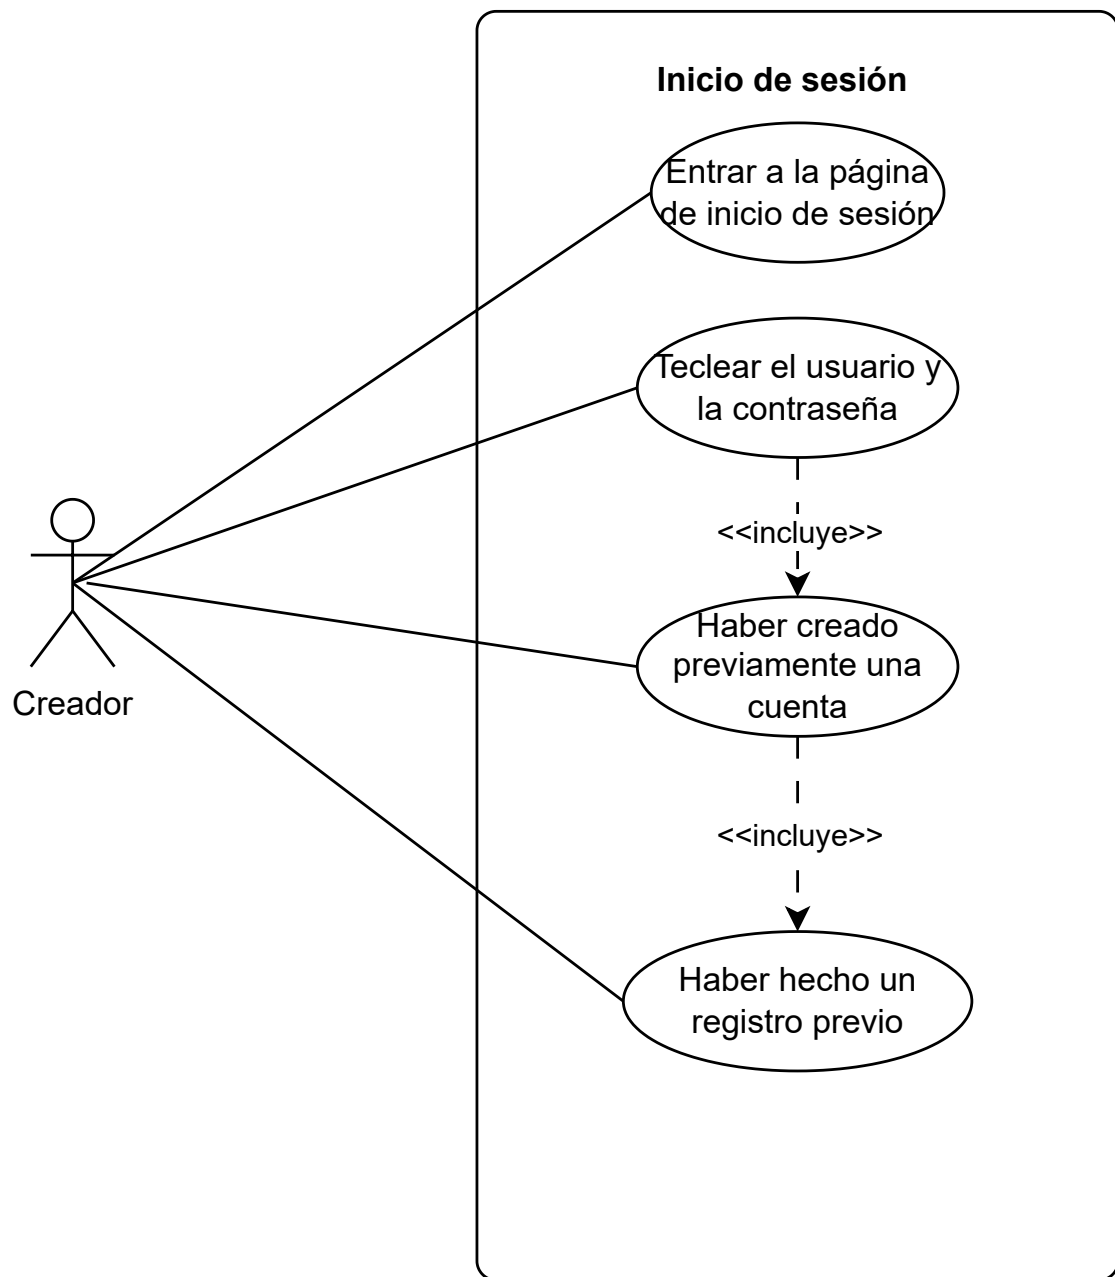 Inicio de sesión
Entrar a la página
de inicio de sesión
Teclear el usuario y
la contraseña
<<incluye>>
Haber creado
previamente una
cuenta
Creador
<<incluye>>
Haber hecho un
registro previo